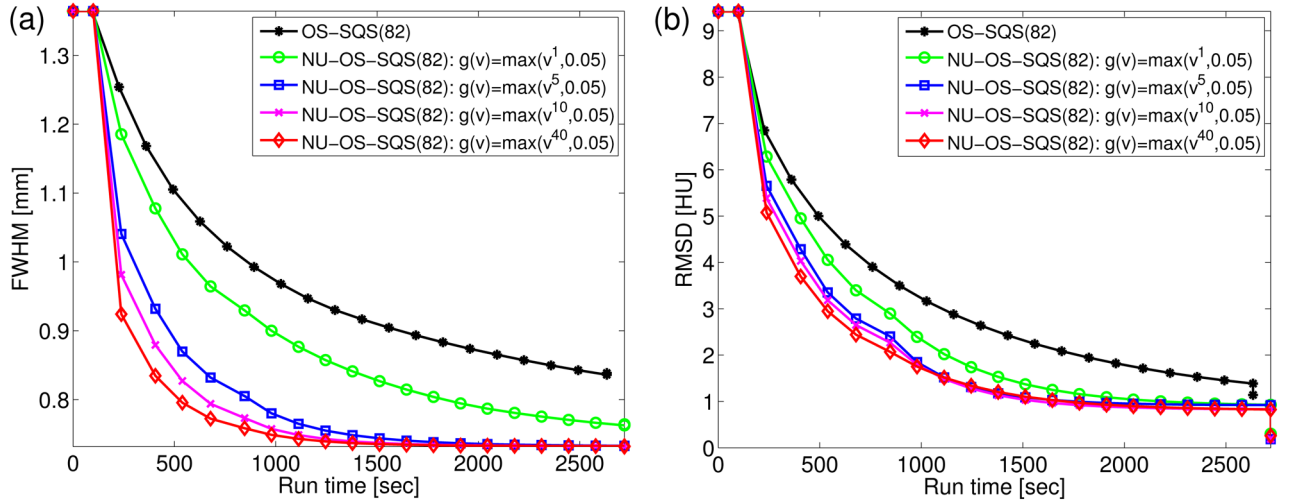 (a)
1.3
1.2
1.1
1
0.9
0.8
FWHM [mm]
0
500
1000
1500
2000
2500
Run time [sec]
OS−SQS(82)
NU−OS−SQS(82): g(v)=max(v^1,0.05)
NU−OS−SQS(82): g(v)=max(v^5,0.05)
NU−OS−SQS(82): g(v)=max(v^10,0.05)
NU−OS−SQS(82): g(v)=max(v^40,0.05)
(b)
9
8
7
6
5
4
3
2
1
0
RMSD [HU]
0
500
1000
1500
2000
2500
Run time [sec]
OS−SQS(82)
NU−OS−SQS(82): g(v)=max(v^1,0.05)
NU−OS−SQS(82): g(v)=max(v^5,0.05)
NU−OS−SQS(82): g(v)=max(v^10,0.05)
NU−OS−SQS(82): g(v)=max(v^40,0.05)